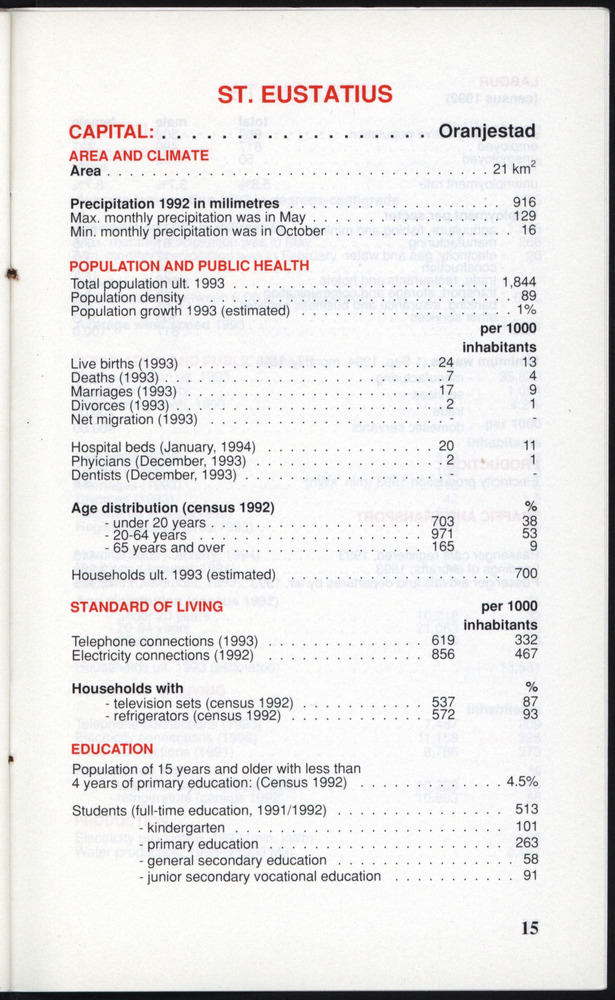 ST. EUSTATIUS
CAPITAL: . . . . . . . . . . . . . . Oranjestad
AREA AND CLIMATE
Area . . . . . . . . . . . . . . . . . . . . 21 km²
Precipitation 1992 in milimetres . . . . . . . . . . 916
Max. monthly precipitation was in May . . . . . . . . . . 129
Min. monthly precipitation was in October . . . . . . . . . . 16
POPULATION AND PUBLIC HEALTH
Total population ult. 1993 . . . . . . . . . . 1,844
Population density . . . . . . . . . . 89
Population growth 1993 (estimated) . . . . . . . . . . 1%
per 1000
inhabitants
Live births (1993) . . . . . . . . . . 24 13
Deaths (1993) . . . . . . . . . . 7 4
Marriages (1993) . . . . . . . . . . 17 9
Divorces (1993) . . . . . . . . . . 2 1
Net migration (1993) - -
Hospital beds (January, 1994) . . . . . . . . . . 20 11
Phyicians (December, 1993) . . . . . . . . . . 2 1
Dentists (December, 1993) . . . . . . . . . . - -
Age distribution (census 1992) %
- under 20 years . . . . . . . . . . 703 38
- 20-64 years . . . . . . . . . . 971 53
- 65 years and over . . . . . . . . . . 165 9
Households ult. 1993 (estimated) . . . . . . . . . . 700
STANDARD OF LIVING per 1000
inhabitants
Telephone connections (1993) . . . . . . . . . . 619 332
Electricity connections (1992) . . . . . . . . . . 856 467
Households with %
- television sets (census 1992) . . . . . . . . . . 537 87
- refrigerators (census 1992) . . . . . . . . . . 572 93
EDUCATION
Population of 15 years and older with less than
4 years of primary education: (Census 1992) . . . . . . . . . . 4.5%
Students (full-time education, 1991/1992) . . . . . . . . . . 513
- kindergarten . . . . . . . . . . 101
- primary education . . . . . . . . . . 263
- general secondary education . . . . . . . . . . 58
- junior secondary vocational education . . . . . . . . . . 91
15